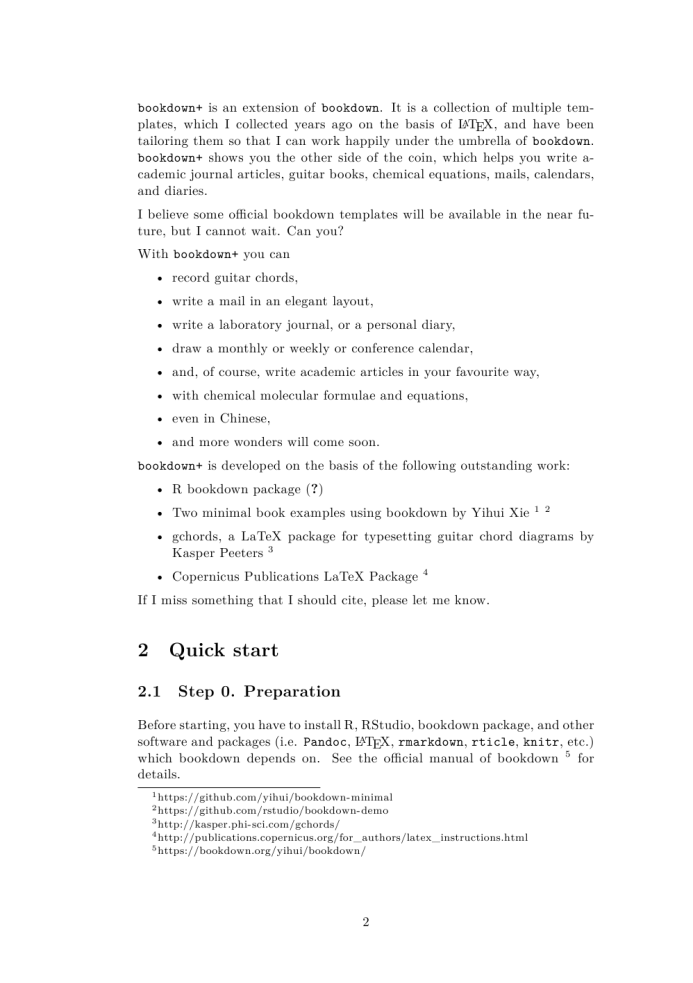 bookdown+ is an extension of bookdown. It is a collection of multiple tem-
plates, which I collected years ago on the basis of LATEX, and have been
tailoring them so that I can work happily under the umbrella of bookdown.
bookdown+ shows you the other side of the coin, which helps you write a-
cademic journal articles, guitar books, chemical equations, mails, calendars,
and diaries.
I believe some official bookdown templates will be available in the near fu-
ture, but I cannot wait. Can you?
With bookdown+ you can
• record guitar chords,
• write a mail in an elegant layout,
• write a laboratory journal, or a personal diary,
• draw a monthly or weekly or conference calendar,
• and, of course, write academic articles in your favourite way,
• with chemical molecular formulae and equations,
• even in Chinese,
• and more wonders will come soon.
bookdown+ is developed on the basis of the following outstanding work:
• R bookdown package (?)
• Two minimal book examples using bookdown by Yihui Xie 1 2
• gchords, a LaTeX package for typesetting guitar chord diagrams by
Kasper Peeters 3
• Copernicus Publications LaTeX Package 4
If I miss something that I should cite, please let me know.
2 Quick start
2.1 Step 0. Preparation
Before starting, you have to install R, RStudio, bookdown package, and other
software and packages (i.e. Pandoc, LATEX, rmarkdown, rticle, knitr, etc.)
which bookdown depends on. See the official manual of bookdown 5 for
details.
1https://github.com/yihui/bookdown-minimal
2https://github.com/rstudio/bookdown-demo
3http://kasper.phi-sci.com/gchords/
4http://publications.copernicus.org/for_authors/latex_instructions.html
5https://bookdown.org/yihui/bookdown/
2